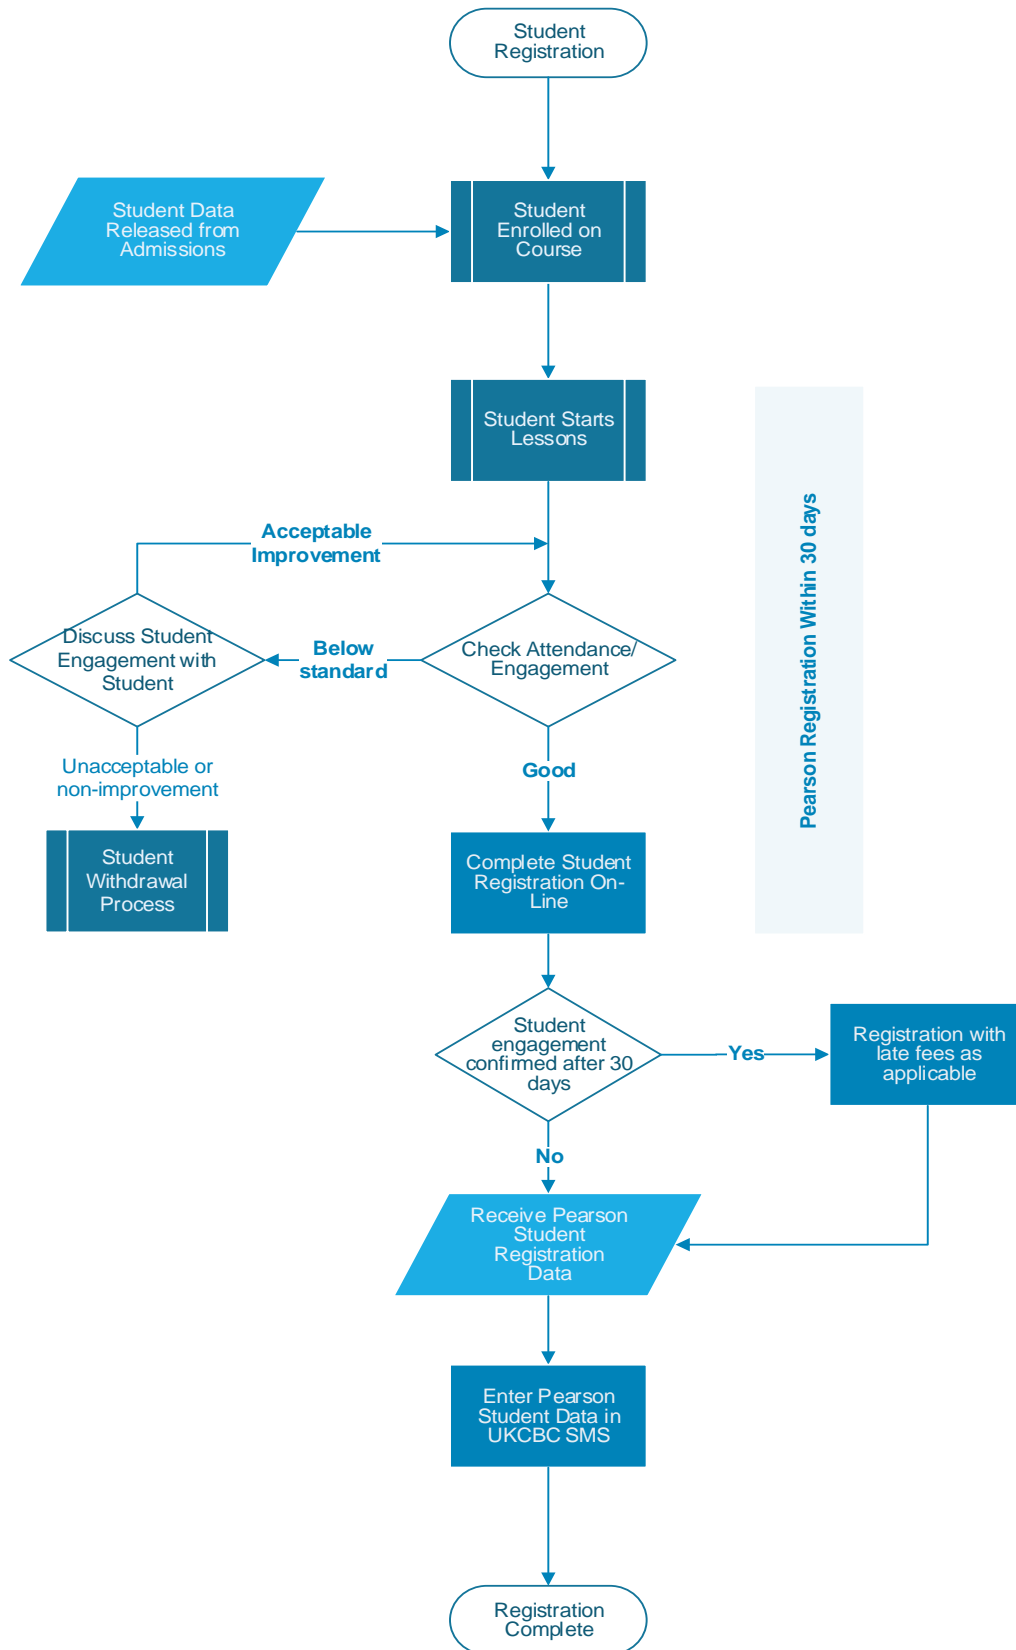 Student
Registration
Student Data
Released from
Admissions
Student
Enrolled on
Course
Student Starts
Lessons
Acceptable
Improvement
Discuss Student
Engagement with
Student
Below
standard
Check Attendance/
Engagement
Pearson Registration Within 30 days
Unacceptable or
non-improvement
Good
Student
Withdrawal
Process
Complete Student
Registration On-
Line
Student
engagement
confirmed after 30
days
Yes
Registration with
late fees as
applicable
No
Receive Pearson
Student
Registration
Data
Enter Pearson
Student Data in
UKCBC SMS
Registration
Complete